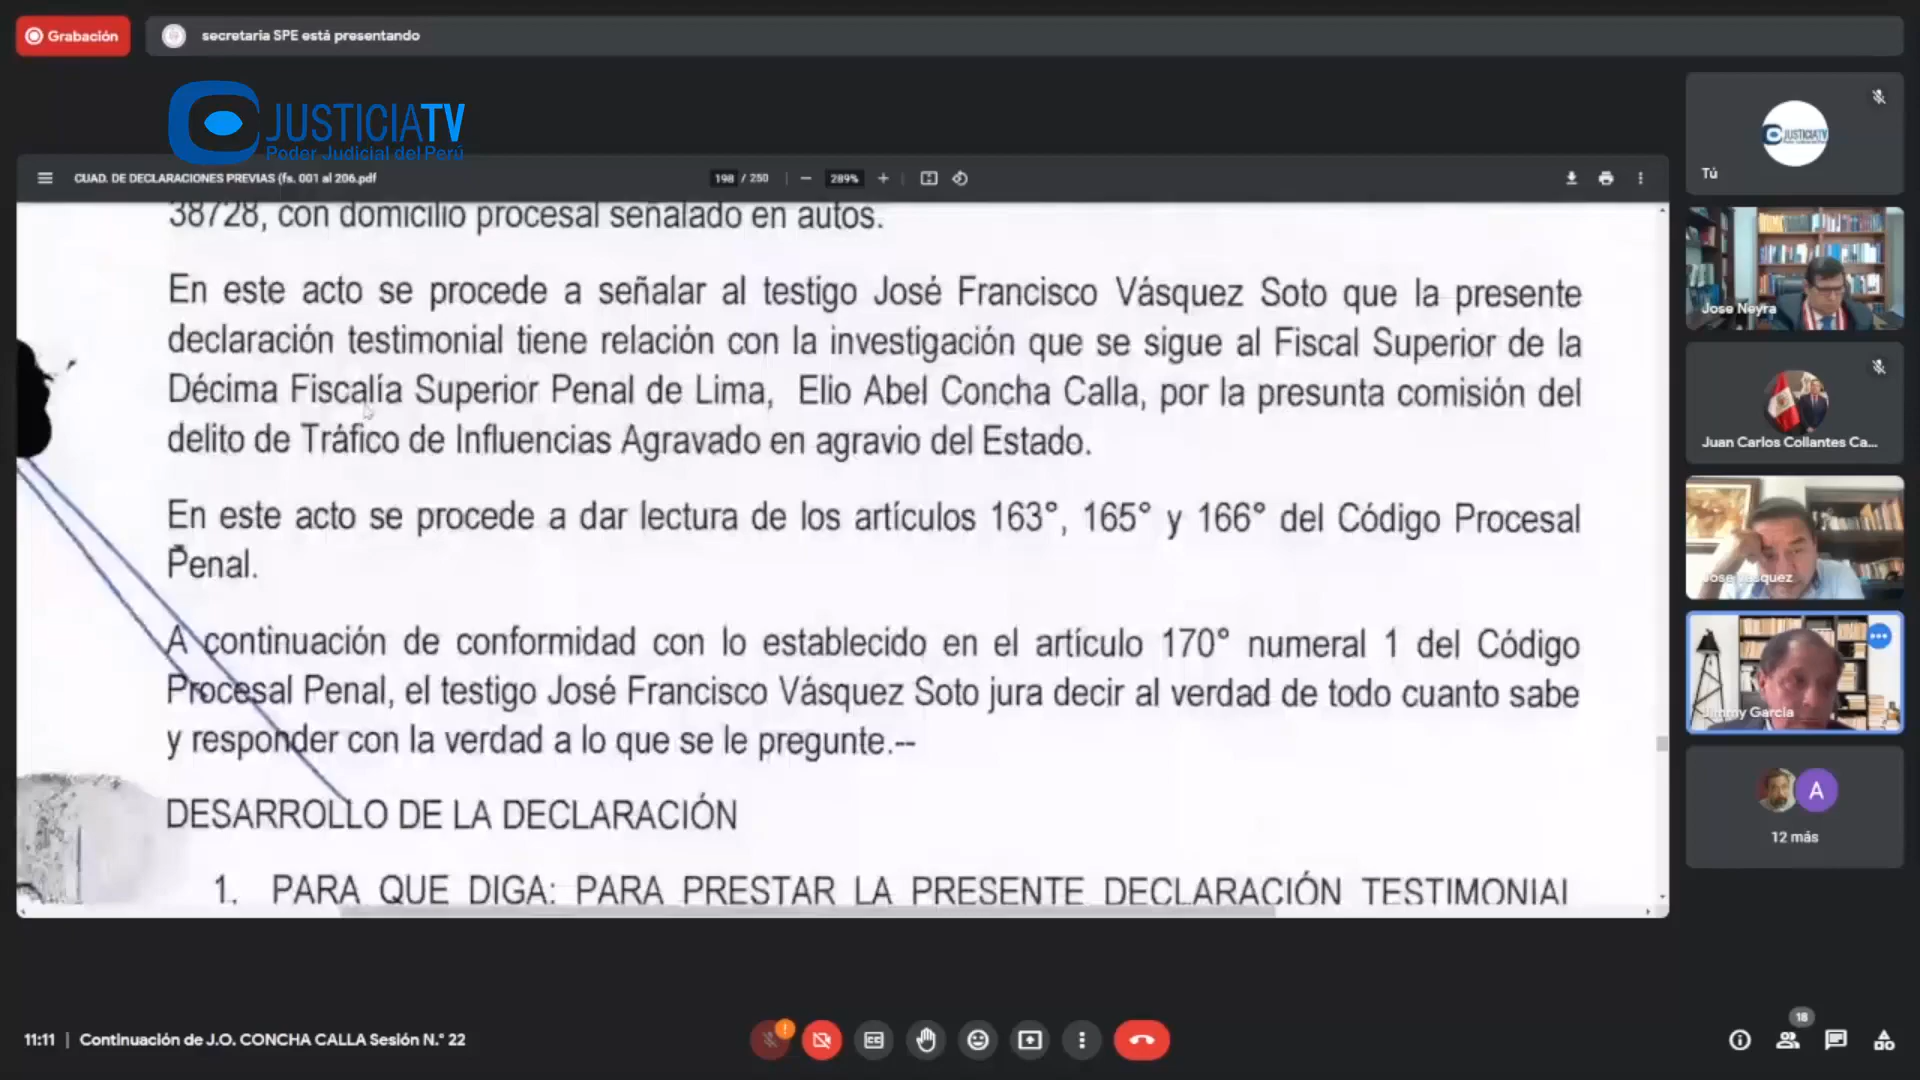 Grabación
secretaria SPE está presentando
JUSTICIATV
Poder Judicial del Perú
CUAD. DE DECLARACIONES PREVIAS (fs. 001 al 206.pdf
198 / 250
289%
38728, con domicilio procesal señalado en autos.
En este acto se procede a señalar al testigo José Francisco Vásquez Soto que la presente
declaración testimonial tiene relación con la investigación que se sigue al Fiscal Superior de la
Décima Fiscalía Superior Penal de Lima, Elio Abel Concha Calla, por la presunta comisión del
delito de Tráfico de Influencias Agravado en agravio del Estado.
En este acto se procede a dar lectura de los artículos 163°, 165° y 166° del Código Procesal
Penal.
A continuación de conformidad con lo establecido en el artículo 170° numeral 1 del Código
Procesal Penal, el testigo José Francisco Vásquez Soto jura decir al verdad de todo cuanto sabe
y responder con la verdad a lo que se le pregunte.--
DESARROLLO DE LA DECLARACIÓN
1. PARA QUE DIGA: PARA PRESTAR LA PRESENTE DECLARACIÓN TESTIMONIAL
JUSTICIATV
Tú
Jose Neyra
Juan Carlos Collantes Ca...
Jose Vasquez
Jimmy Garcia
A
12 más
11:11 | Continuación de J.O. CONCHA CALLA Sesión N.° 22
18